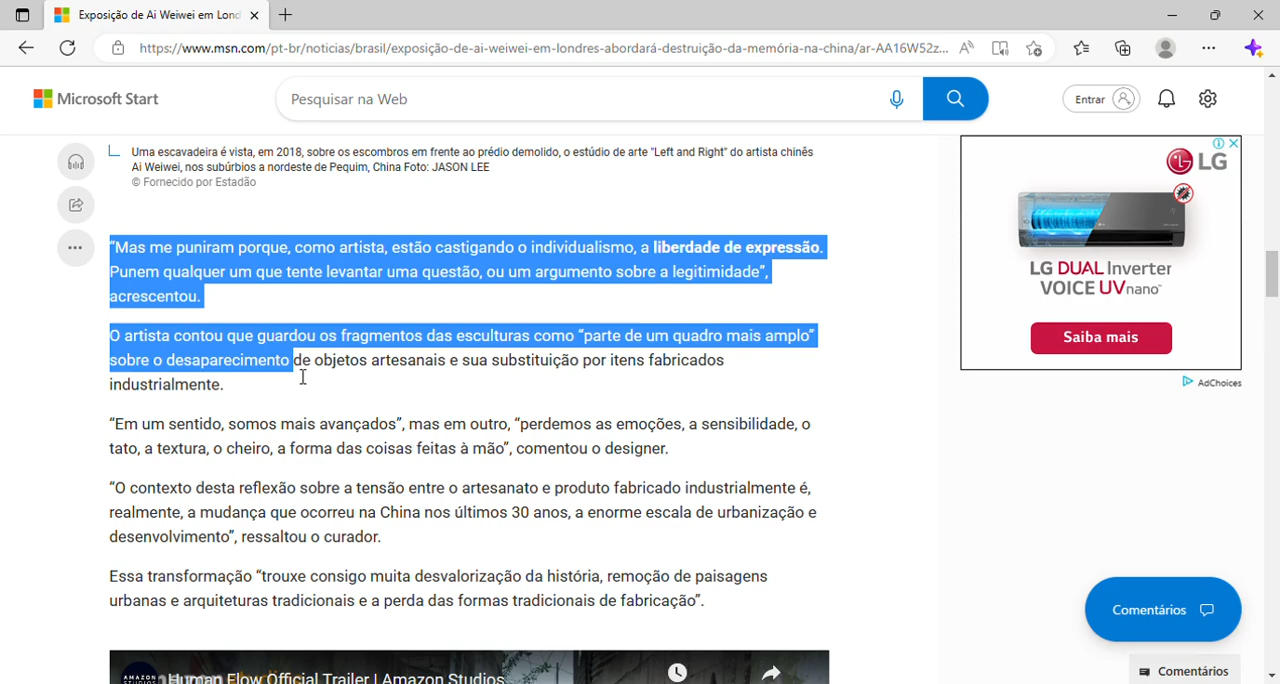 Exposição de Ai Weiwei em Lond
https://www.msn.com/pt-br/noticias/brasil/exposição-de-ai-weiwei-em-londres-abordará-destruição-da-memória-na-china/ar-AA16W52z...
Microsoft Start
Pesquisar na Web
Entrar
Uma escavadeira é vista, em 2018, sobre os escombros em frente ao prédio demolido, o estúdio de arte "Left and Right" do artista chinês
Ai Weiwei, nos subúrbios a nordeste de Pequim, China Foto: JASON LEE
© Fornecido por Estadão
“Mas me puniram porque, como artista, estão castigando o individualismo, a liberdade de expressão.
Punem qualquer um que tente levantar uma questão, ou um argumento sobre a legitimidade”,
acrescentou.
O artista contou que guardou os fragmentos das esculturas como “parte de um quadro mais amplo”
sobre o desaparecimento de objetos artesanais e sua substituição por itens fabricados
industrialmente.
“Em um sentido, somos mais avançados”, mas em outro, “perdemos as emoções, a sensibilidade, o
tato, a textura, o cheiro, a forma das coisas feitas à mão”, comentou o designer.
“O contexto desta reflexão sobre a tensão entre o artesanato e produto fabricado industrialmente é,
realmente, a mudança que ocorreu na China nos últimos 30 anos, a enorme escala de urbanização e
desenvolvimento”, ressaltou o curador.
Essa transformação “trouxe consigo muita desvalorização da história, remoção de paisagens
urbanas e arquiteturas tradicionais e a perda das formas tradicionais de fabricação”.
AMAZON
STUDIOS
Human Flow Official Trailer | Amazon Studios
LG
LG DUAL Inverter
VOICE UVnano™
Saiba mais
AdChoices
Comentários
Comentários